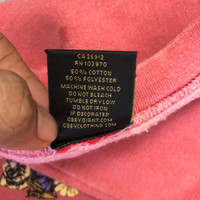 CA 25912
RN 103970
50% COTTON
50% POLYESTER
MACHINE WASH COLD
DO NOT BLEACH
TUMBLE DRY LOW
DO NOT IRON
IF DECORATED
OBEYGIANT.COM
OBEYCLOTHING.COM